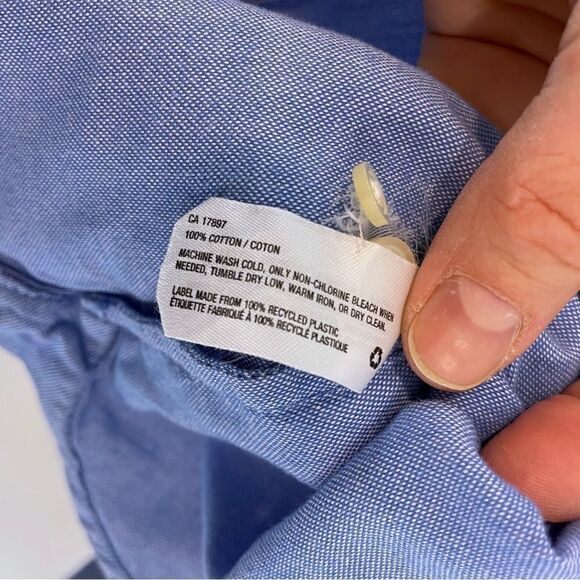 CA 17897
100% COTTON / COTON
MACHINE WASH COLD, ONLY NON-CHLORINE BLEACH WHEN
NEEDED, TUMBLE DRY LOW, WARM IRON, OR DRY CLEAN.
LABEL MADE FROM 100% RECYCLED PLASTIC
ÉTIQUETTE FABRIQUÉ À 100% RECYCLÉ PLASTIQUE